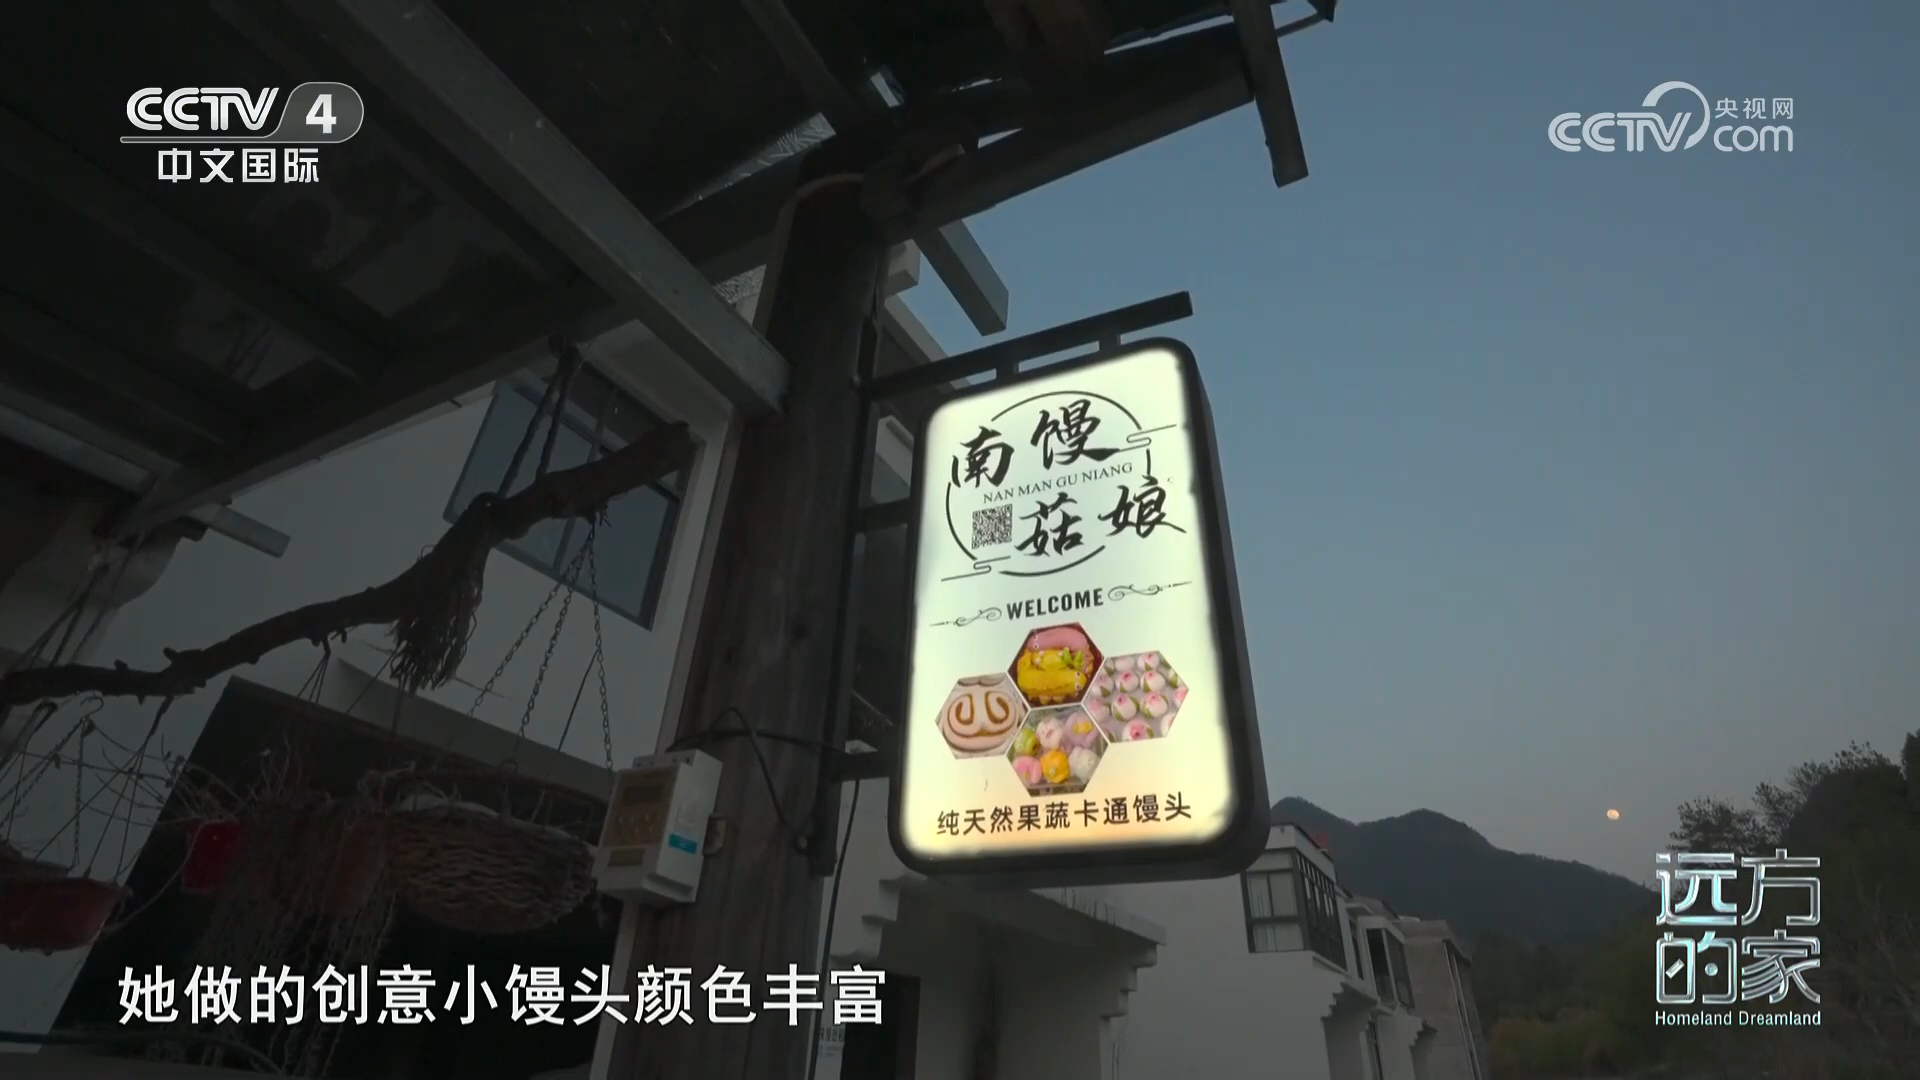 CCTV 4
中文国际
CCTV.com 央视网
南馒
NAN MAN GU NIANG
菇娘
WELCOME
纯天然果蔬卡通馒头
她做的创意小馒头颜色丰富
远方
的家
Homeland Dreamland